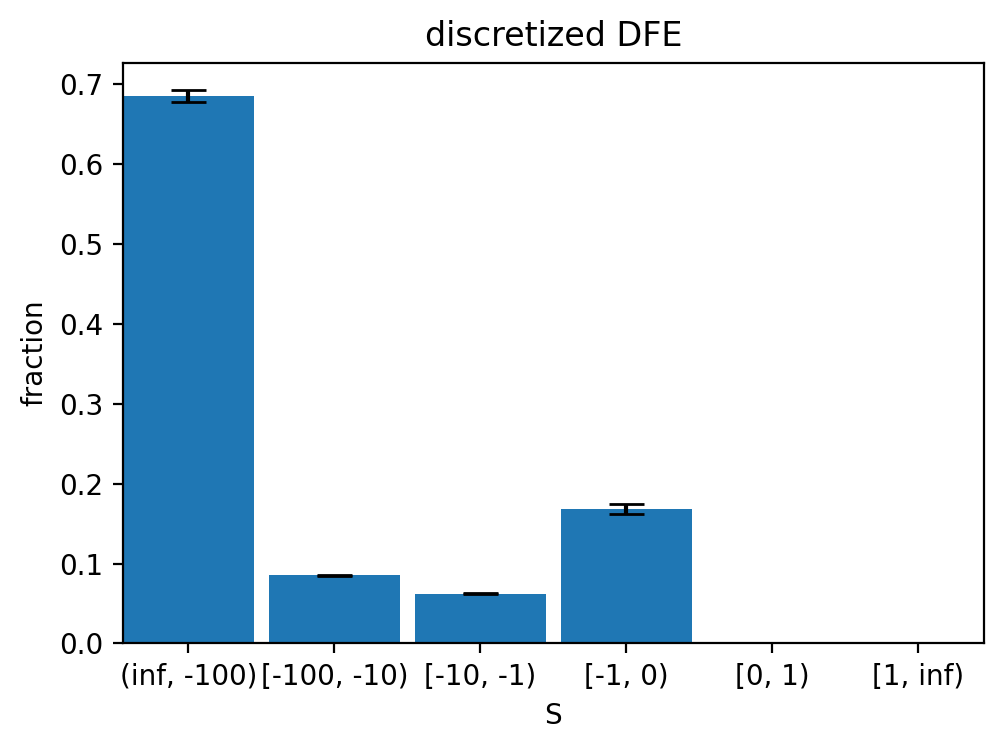 discretized DFE
fraction
0.7
0.6
0.5
0.4
0.3
0.2
0.1
0.0
(inf, -100) [-100, -10) [-10, -1) [-1, 0) [0, 1) [1, inf)
S